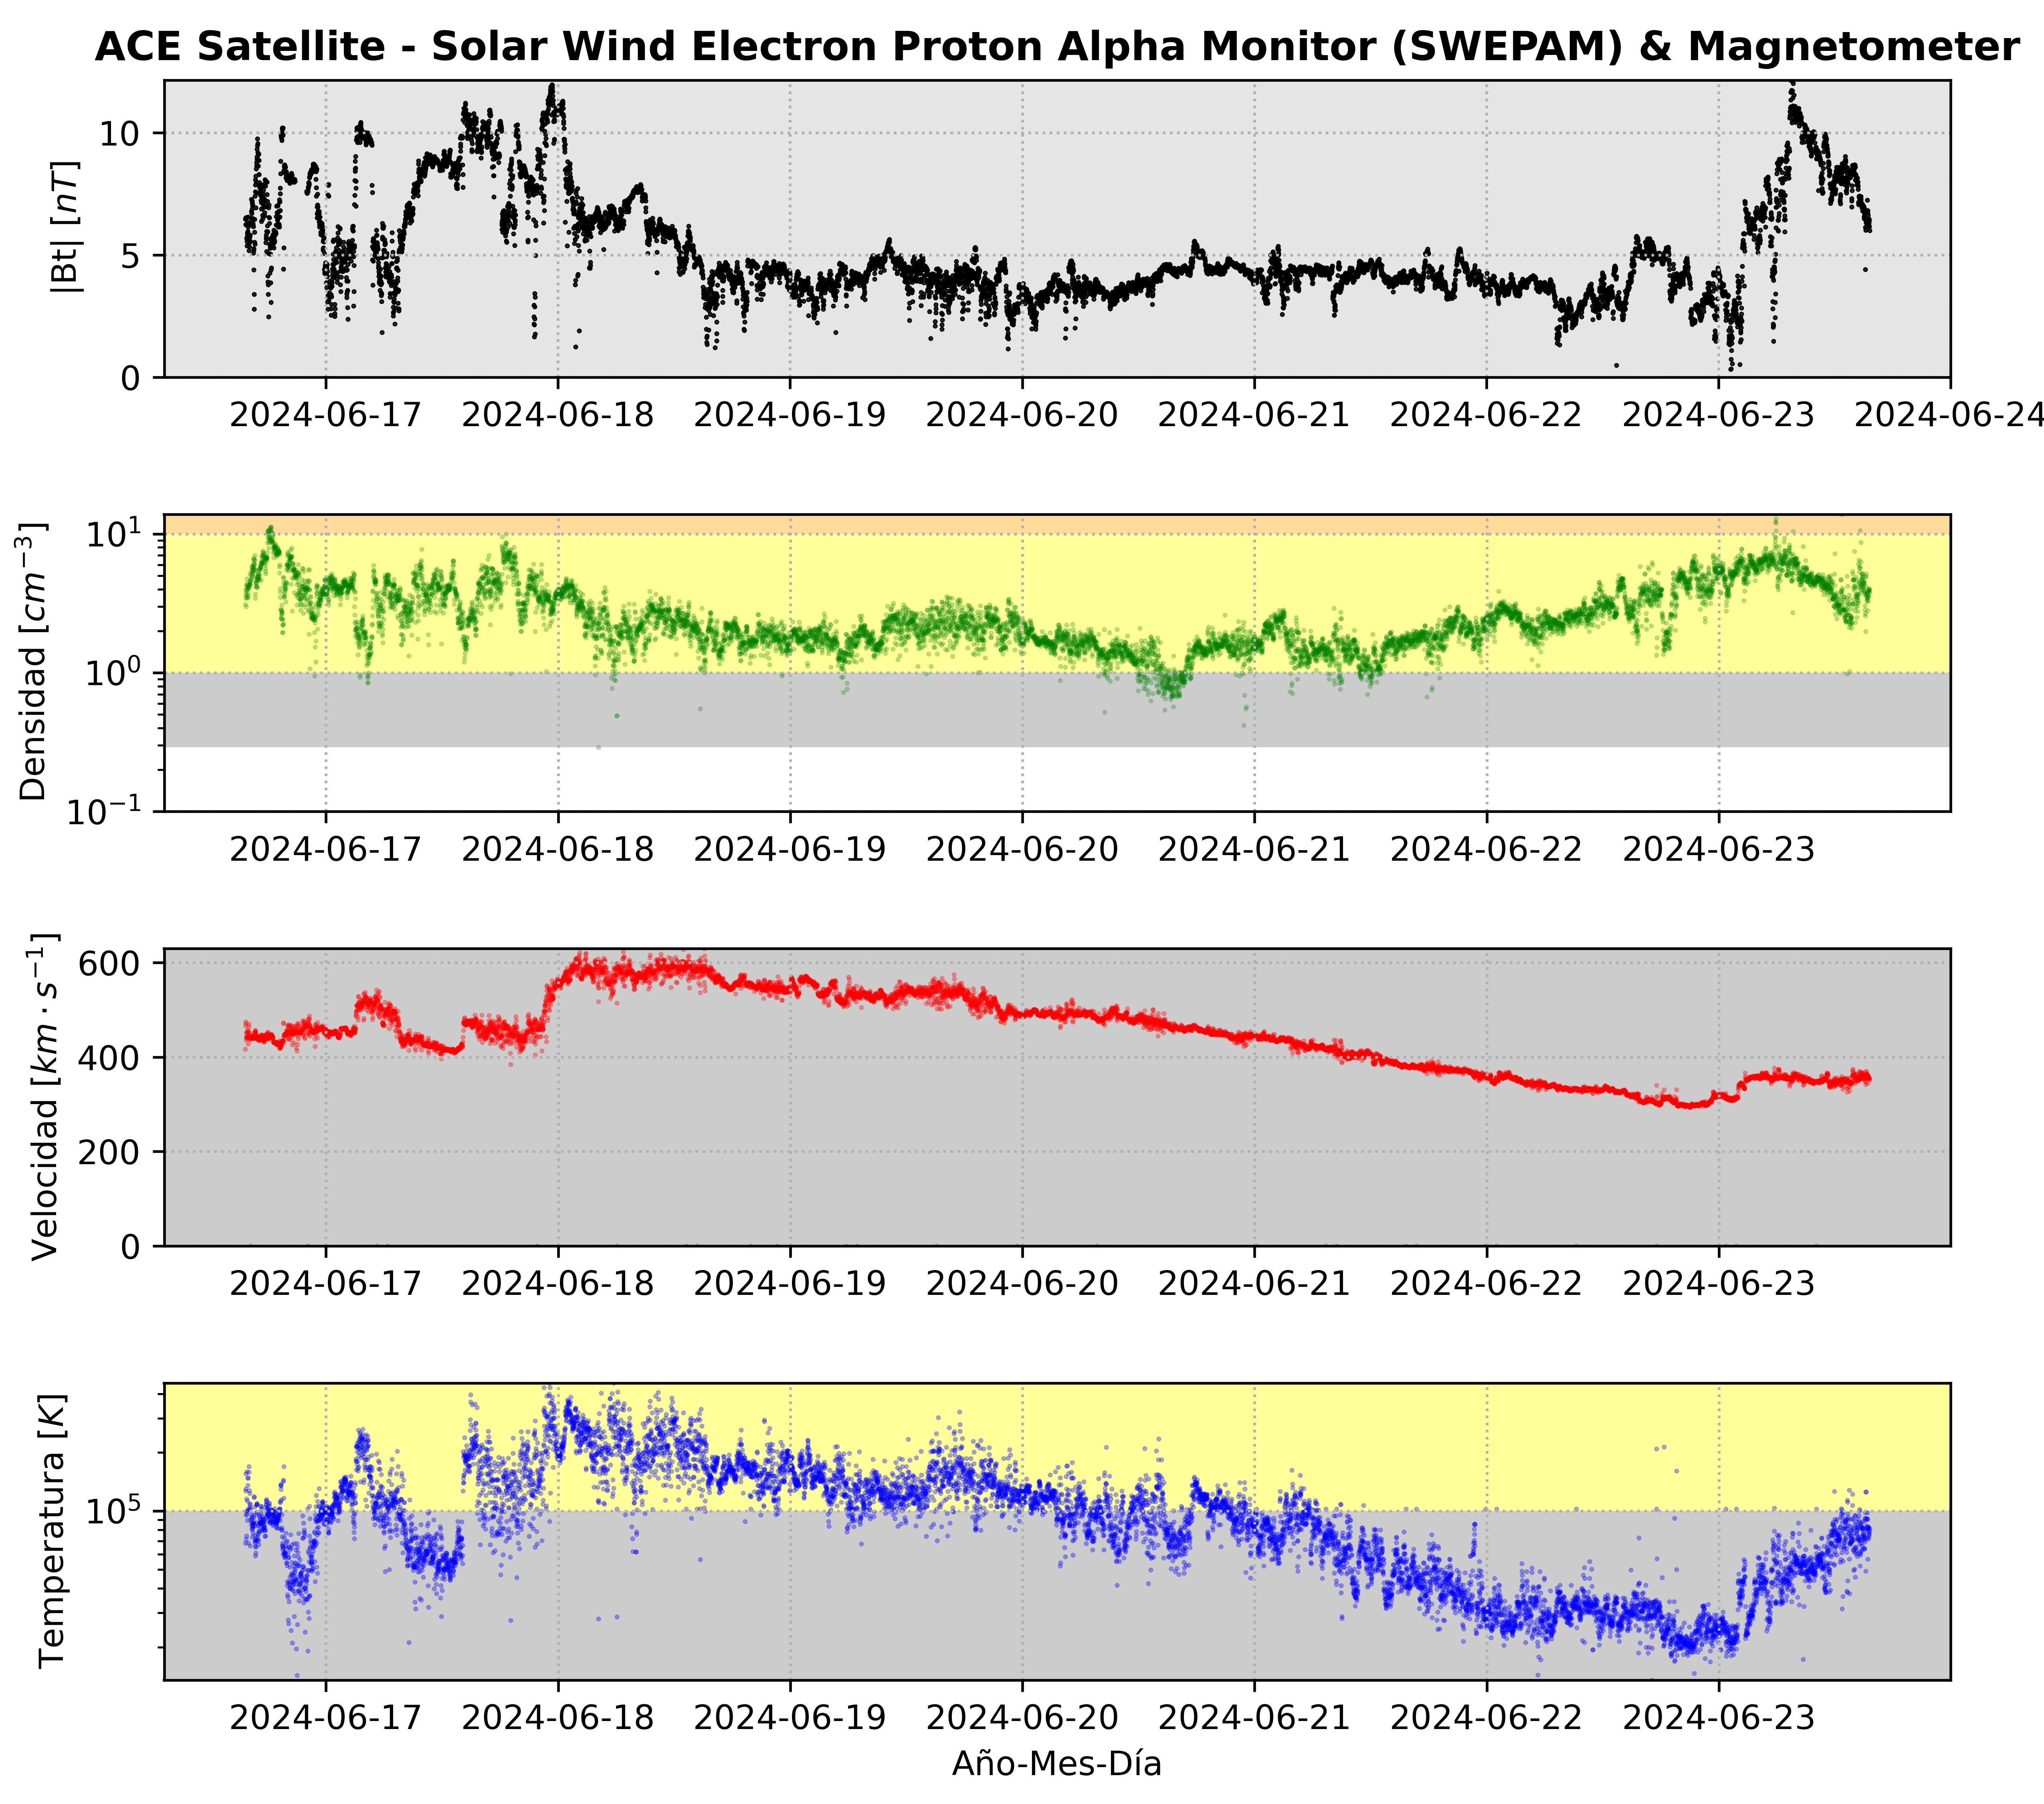 ACE Satellite - Solar Wind Electron Proton Alpha Monitor (SWEPAM) & Magnetometer
|Bt| [nT]
10
5
0
2024-06-17 2024-06-18 2024-06-19 2024-06-20 2024-06-21 2024-06-22 2024-06-23 2024-06-24
Densidad [cm⁻³]
10¹
10⁰
10⁻¹
2024-06-17 2024-06-18 2024-06-19 2024-06-20 2024-06-21 2024-06-22 2024-06-23
Velocidad [km · s⁻¹]
600
400
200
0
2024-06-17 2024-06-18 2024-06-19 2024-06-20 2024-06-21 2024-06-22 2024-06-23
Temperatura [K]
10⁵
2024-06-17 2024-06-18 2024-06-19 2024-06-20 2024-06-21 2024-06-22 2024-06-23
Año-Mes-Día